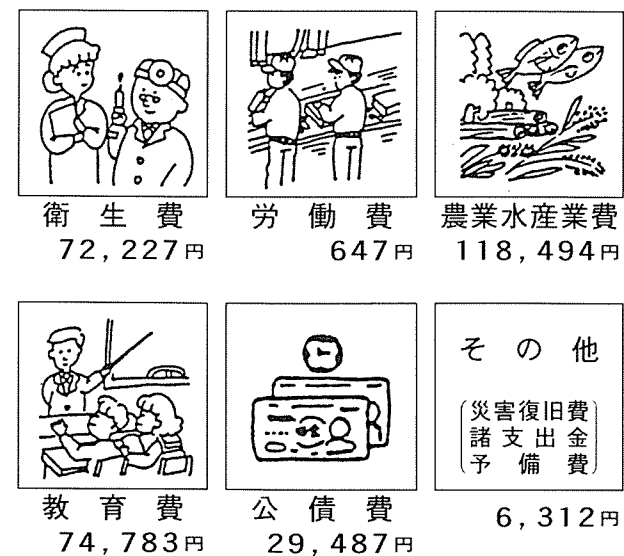 衛生費
72,227円
労働費
647円
農業水産業費
118,494円
教育費
74,783円
公債費
29,487円
その他
災害復旧費
諸支出金
予備費
6,312円